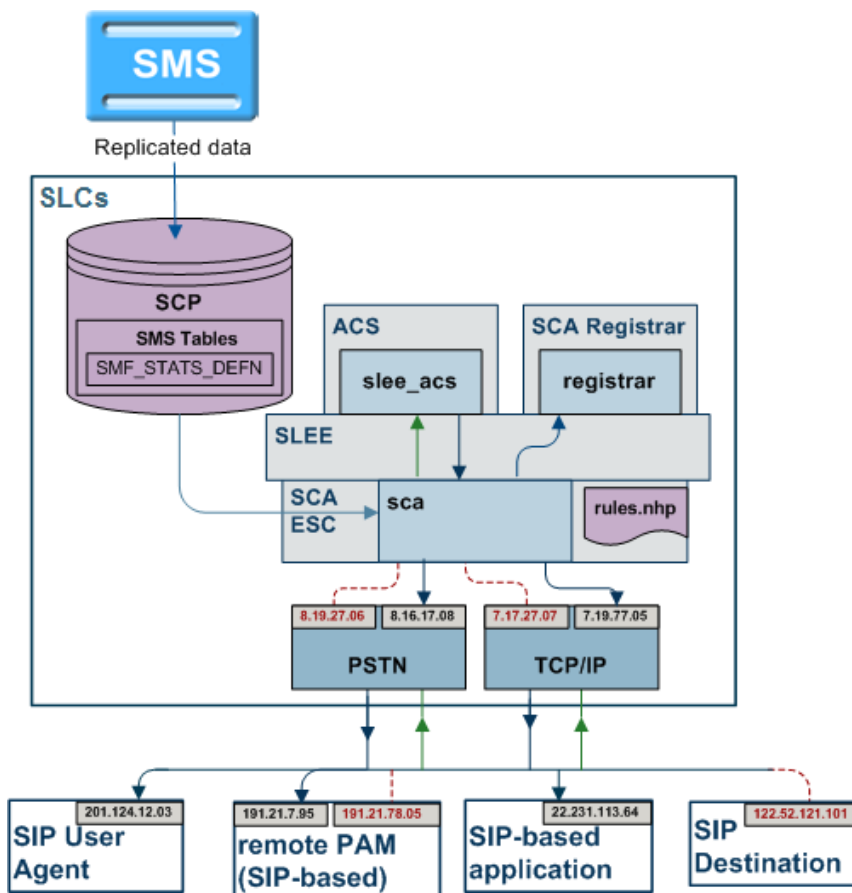 SMS
Replicated data
SLCs
SCP
SMS Tables
SMF_STATS_DEFN
ACS
slee_acs
SCA Registrar
registrar
SLEE
SCA
ESC
sca
rules.nhp
8.19.27.06
8.16.17.08
PSTN
7.17.27.07
7.19.77.05
TCP/IP
201.124.12.03
SIP User
Agent
191.21.7.95
191.21.78.05
remote PAM
(SIP-based)
22.231.113.64
SIP-based
application
122.52.121.101
SIP
Destination